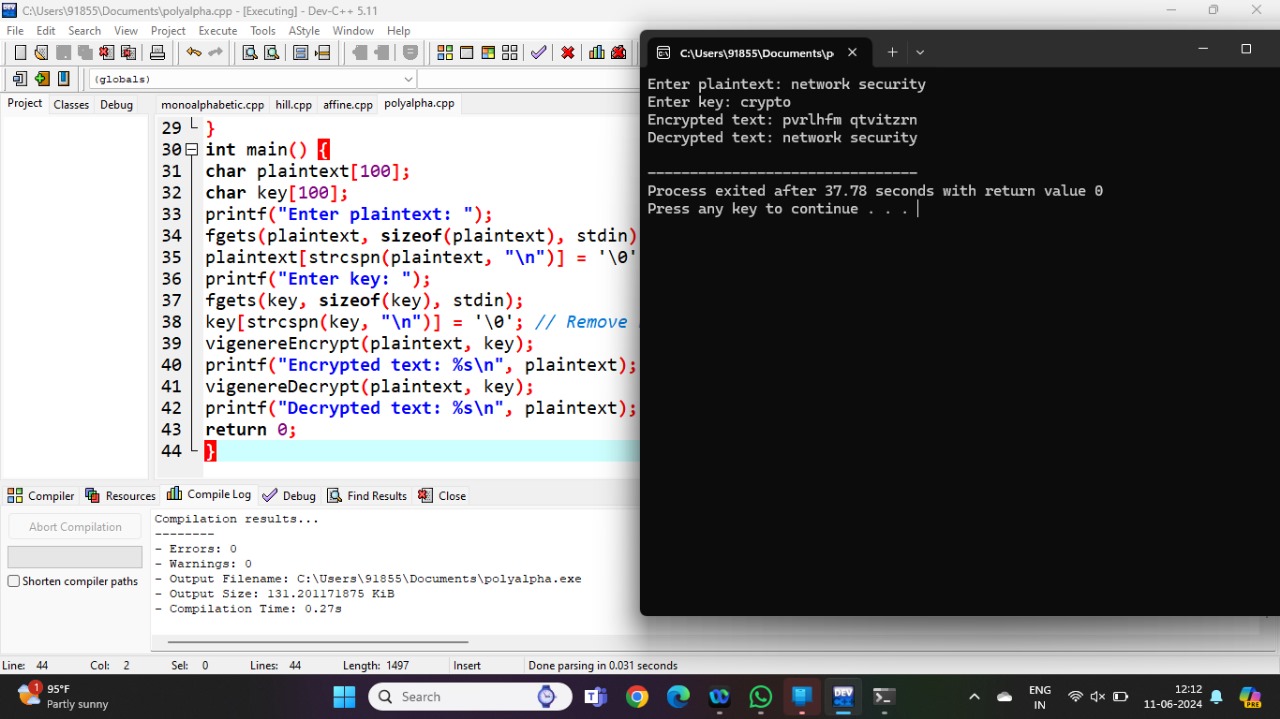 C:\Users\91855\Documents\polyalpha.cpp - [Executing] - Dev-C++ 5.11
File Edit Search View Project Execute Tools AStyle Window Help
(globals)
Project Classes Debug
monoalphabetic.cpp hill.cpp affine.cpp polyalpha.cpp
29 }
30 int main() {
31 char plaintext[100];
32 char key[100];
33 printf("Enter plaintext: ");
34 fgets(plaintext, sizeof(plaintext), stdin)
35 plaintext[strcspn(plaintext, "\n")] = '\0'
36 printf("Enter key: ");
37 fgets(key, sizeof(key), stdin);
38 key[strcspn(key, "\n")] = '\0'; // Remove
39 vigenereEncrypt(plaintext, key);
40 printf("Encrypted text: %s\n", plaintext);
41 vigenereDecrypt(plaintext, key);
42 printf("Decrypted text: %s\n", plaintext);
43 return 0;
44 }
C:\Users\91855\Documents\p
Enter plaintext: network security
Enter key: crypto
Encrypted text: pvrlhfm qtvitzrn
Decrypted text: network security
--------------------------------
Process exited after 37.78 seconds with return value 0
Press any key to continue . . .
Compiler Resources Compile Log Debug Find Results Close
Abort Compilation
Shorten compiler paths
Compilation results...
--------
- Errors: 0
- Warnings: 0
- Output Filename: C:\Users\91855\Documents\polyalpha.exe
- Output Size: 131.201171875 KiB
- Compilation Time: 0.27s
Line: 44 Col: 2 Sel: 0 Lines: 44 Length: 1497 Insert Done parsing in 0.031 seconds
1
95°F
Partly sunny
Search
DEV
ENG
IN
12:12
11-06-2024
PRE